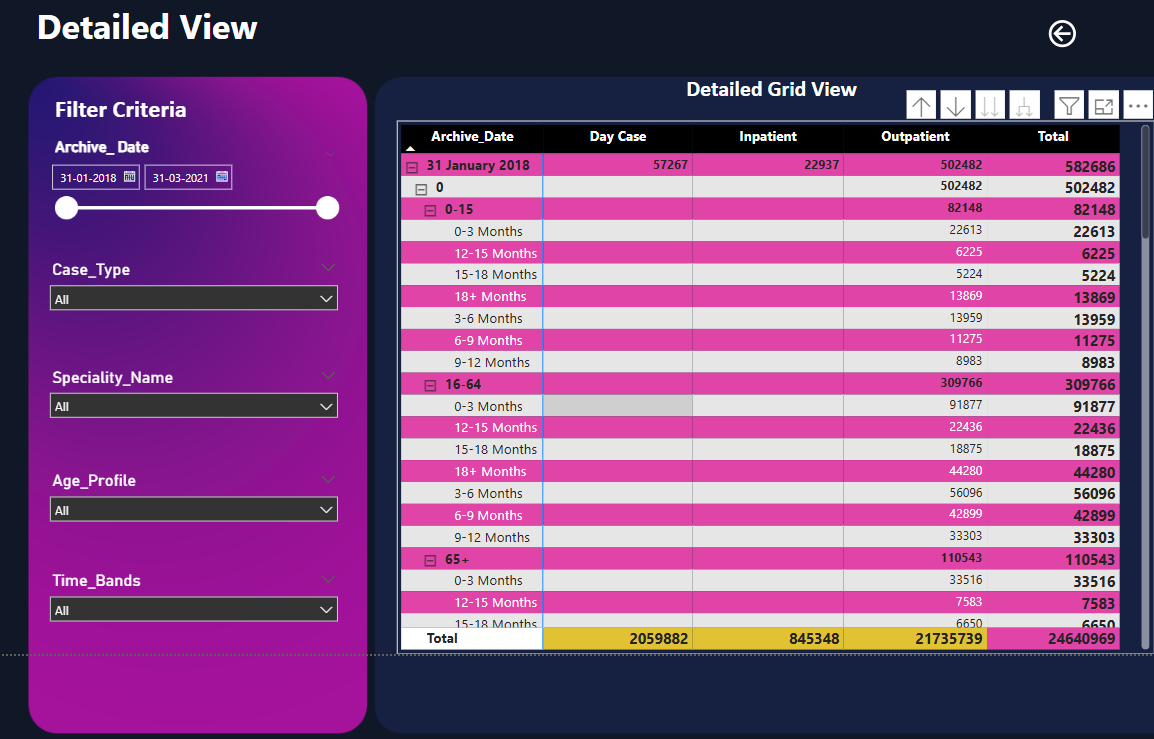 Detailed View
Filter Criteria
Archive_ Date
31-01-2018 31-03-2021
Case_Type
All
Speciality_Name
All
Age_Profile
All
Time_Bands
All
Detailed Grid View
Archive_Date Day Case Inpatient Outpatient Total
31 January 2018 57267 22937 502482 582686
0 502482 502482
0-15 82148 82148
0-3 Months 22613 22613
12-15 Months 6225 6225
15-18 Months 5224 5224
18+ Months 13869 13869
3-6 Months 13959 13959
6-9 Months 11275 11275
9-12 Months 8983 8983
16-64 309766 309766
0-3 Months 91877 91877
12-15 Months 22436 22436
15-18 Months 18875 18875
18+ Months 44280 44280
3-6 Months 56096 56096
6-9 Months 42899 42899
9-12 Months 33303 33303
65+ 110543 110543
0-3 Months 33516 33516
12-15 Months 7583 7583
15-18 Months 6650 6650
Total 2059882 845348 21735739 24640969